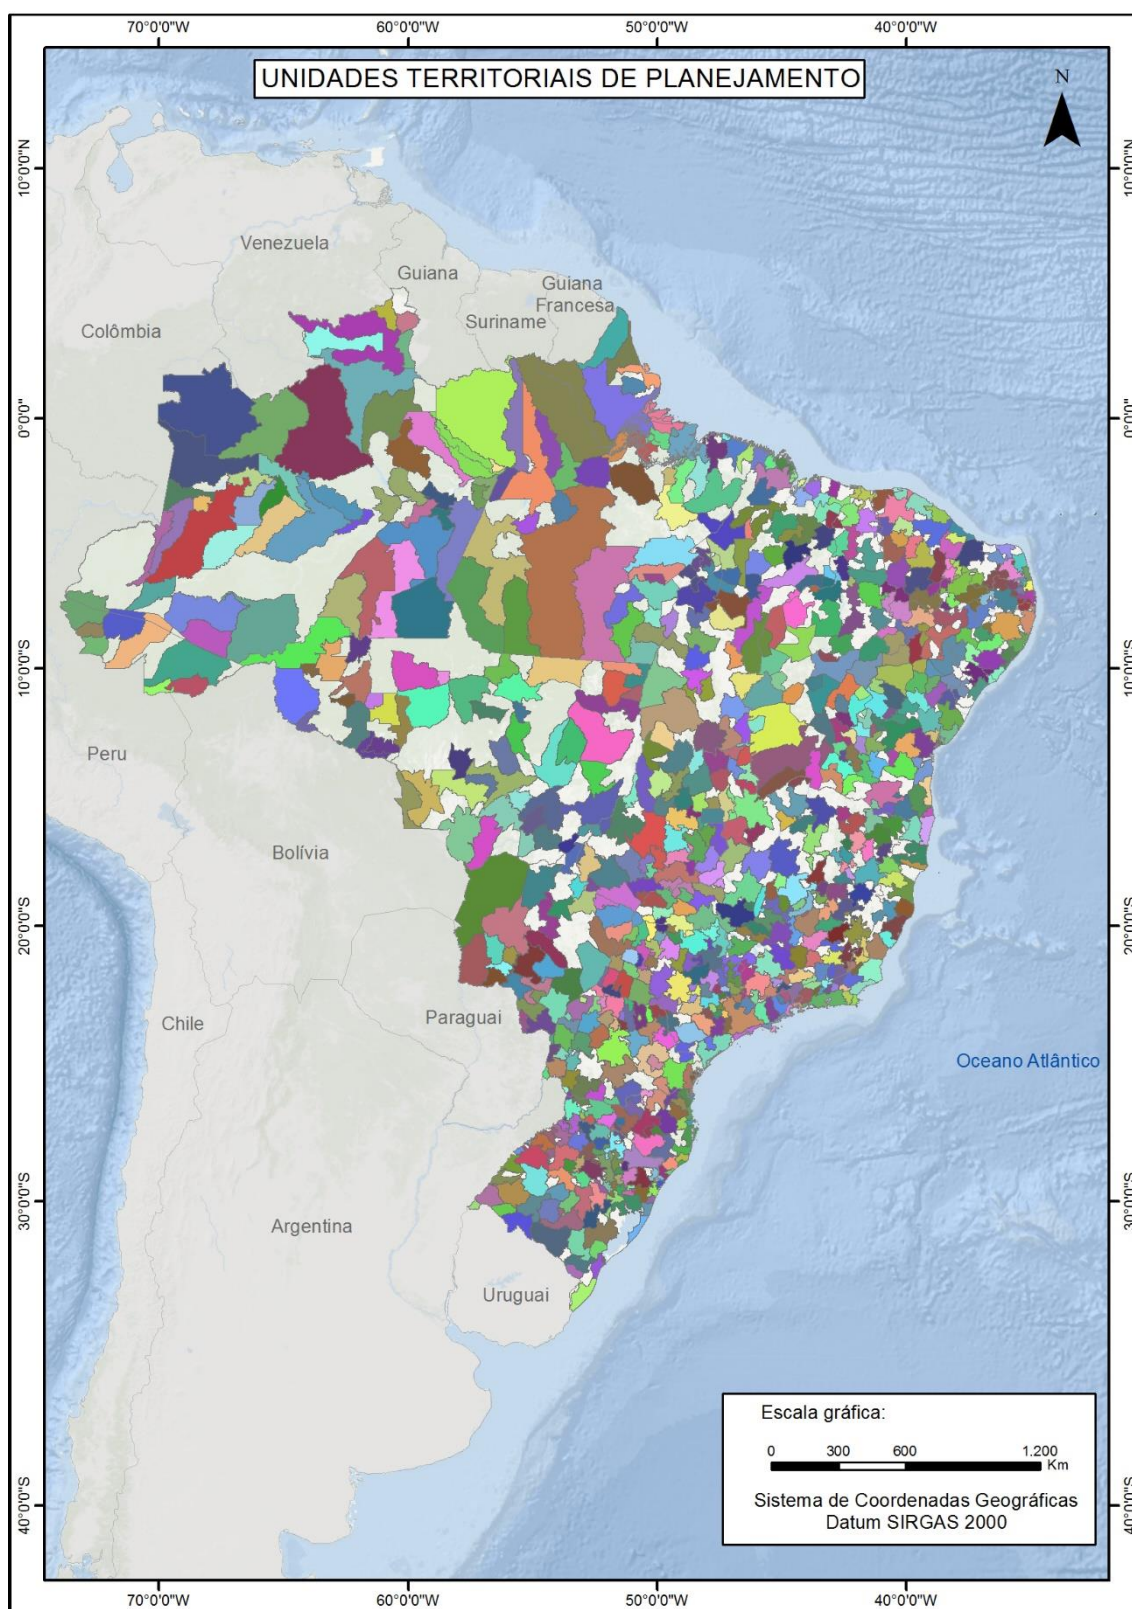 70°0'0"W 60°0'0"W 50°0'0"W 40°0'0"W
UNIDADES TERRITORIAIS DE PLANEJAMENTO
N
10°0'0"N 10°0'0"N
Venezuela
Guiana
Guiana
Francesa
Suriname
Colômbia
0°0'0" 0°0'0"
10°0'0"S 10°0'0"S
Peru
Bolívia
20°0'0"S 20°0'0"S
Chile
Paraguai
Oceano Atlântico
30°0'0"S 30°0'0"S
Argentina
Uruguai
Escala gráfica:
0 300 600 1.200
Km
Sistema de Coordenadas Geográficas
Datum SIRGAS 2000
40°0'0"S 40°0'0"S
70°0'0"W 60°0'0"W 50°0'0"W 40°0'0"W